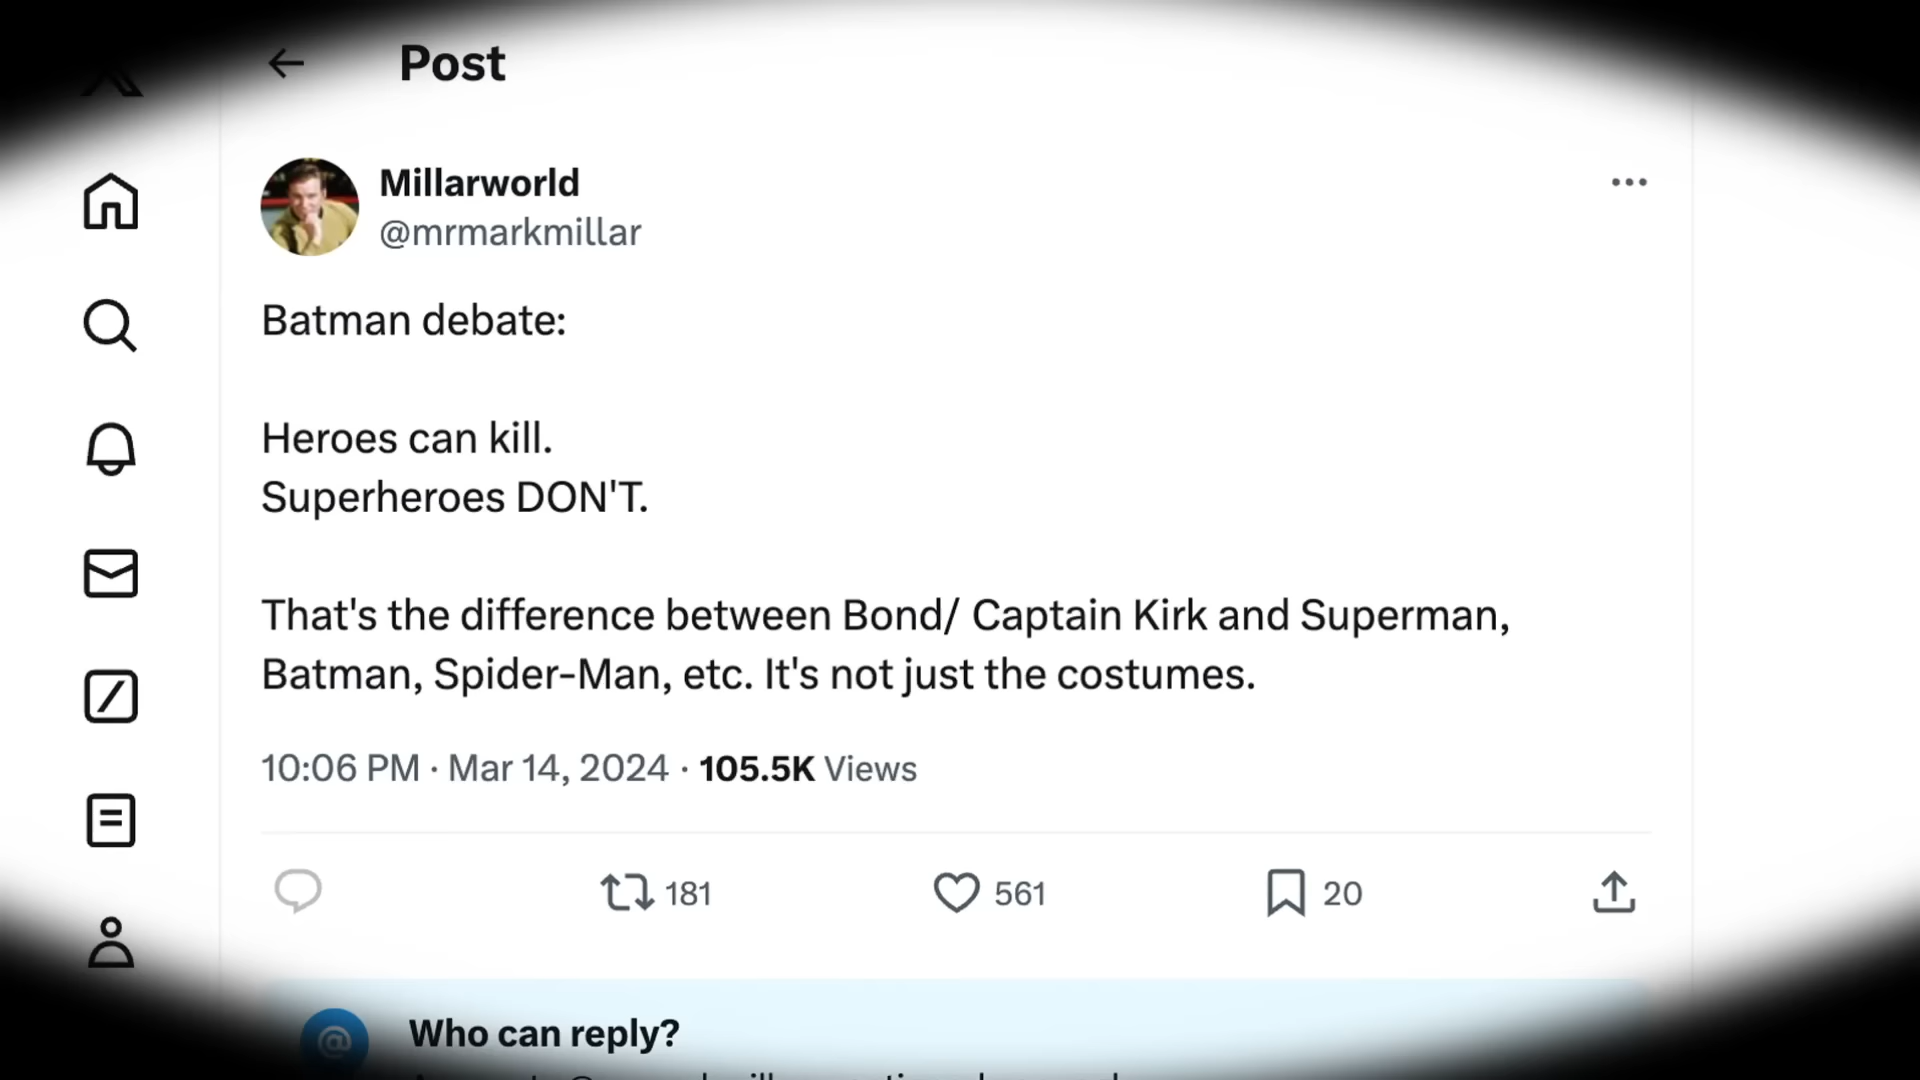 Post
Millarworld
@mrmarkmillar
Batman debate:
Heroes can kill.
Superheroes DON'T.
That's the difference between Bond/ Captain Kirk and Superman,
Batman, Spider-Man, etc. It's not just the costumes.
10:06 PM · Mar 14, 2024 · 105.5K Views
181 561 20
Who can reply?